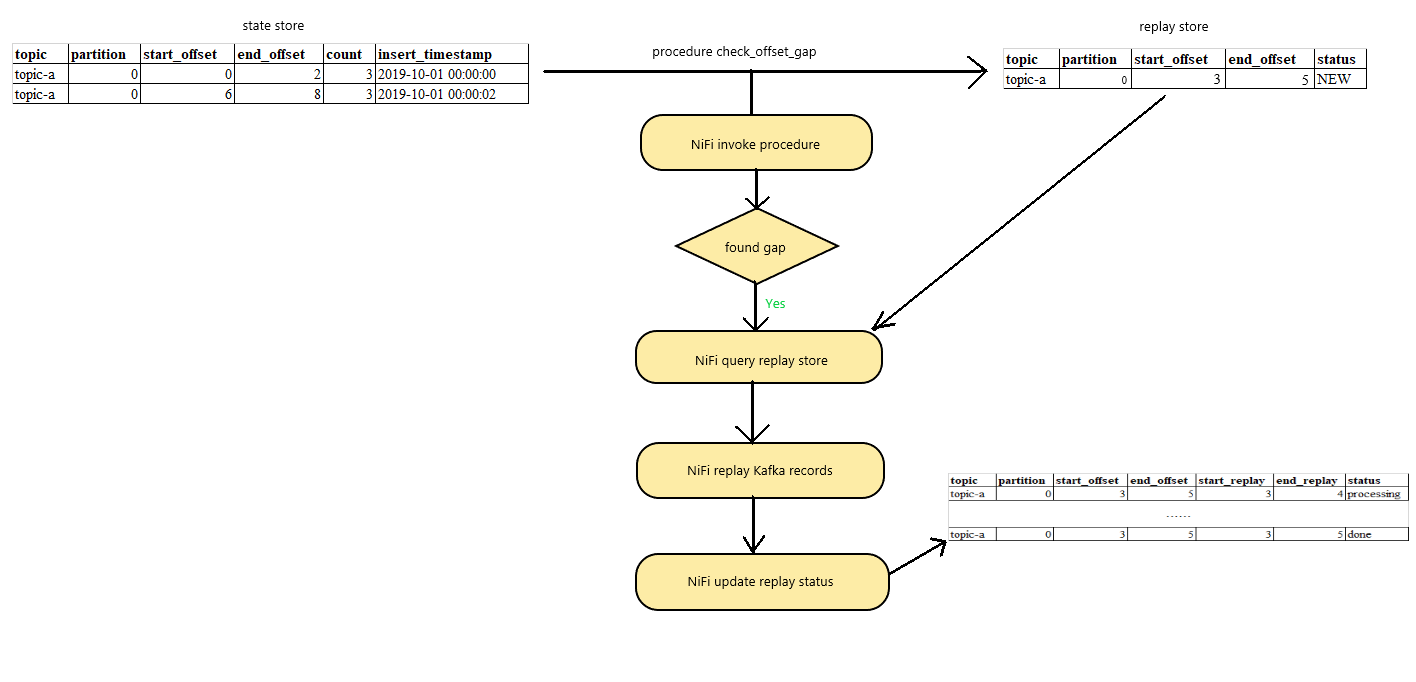 state store
topic partition start_offset end_offset count insert_timestamp
topic-a 0 0 2 3 2019-10-01 00:00:00
topic-a 0 6 8 3 2019-10-01 00:00:02
procedure check_offset_gap
replay store
topic partition start_offset end_offset status
topic-a 0 3 5 NEW
NiFi invoke procedure
found gap
Yes
NiFi query replay store
NiFi replay Kafka records
NiFi update replay status
topic partition start_offset end_offset start_replay end_replay status
topic-a 0 3 5 3 4 processing
......
topic-a 0 3 5 3 5 done